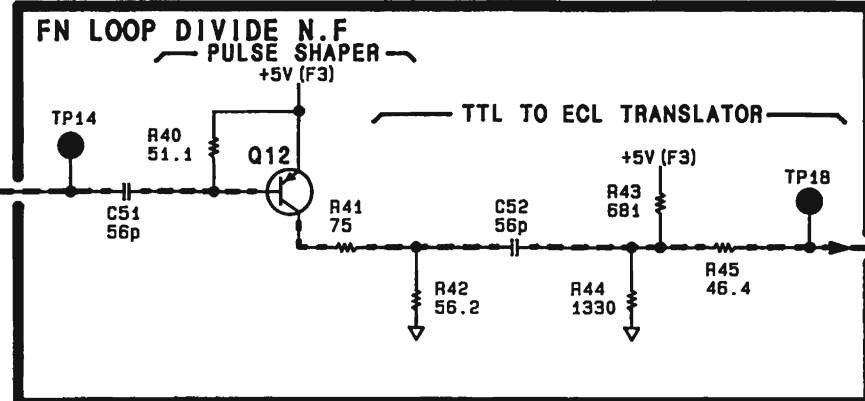 FN LOOP DIVIDE N.F
PULSE SHAPER
+5V (F3)
TTL TO ECL TRANSLATOR
TP14
R40
51.1
Q12
+5V (F3)
TP18
C51
56p
R41
75
C52
56p
R43
681
R42
56.2
R44
1330
R45
46.4